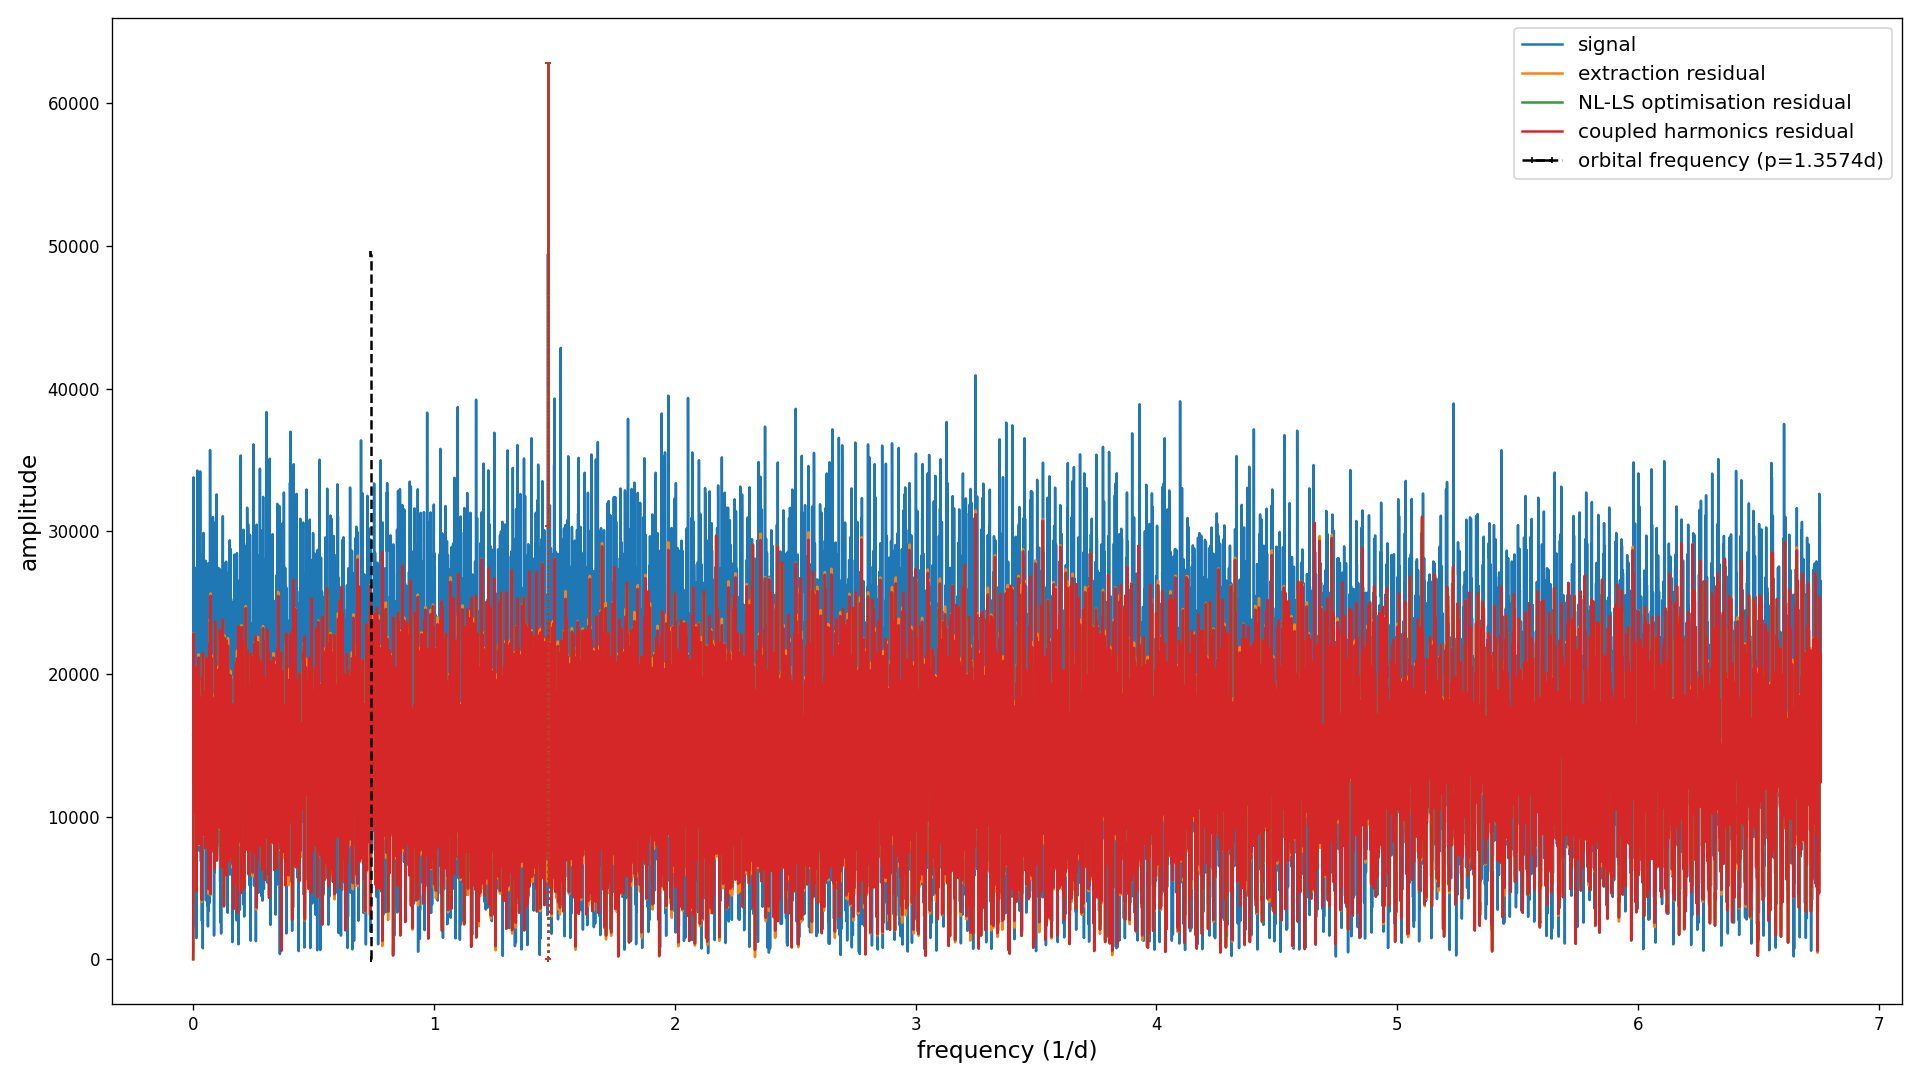 signal
extraction residual
NL-LS optimisation residual
coupled harmonics residual
orbital frequency (p=1.3574d)
amplitude
60000
50000
40000
30000
20000
10000
0
0 1 2 3 4 5 6 7
frequency (1/d)